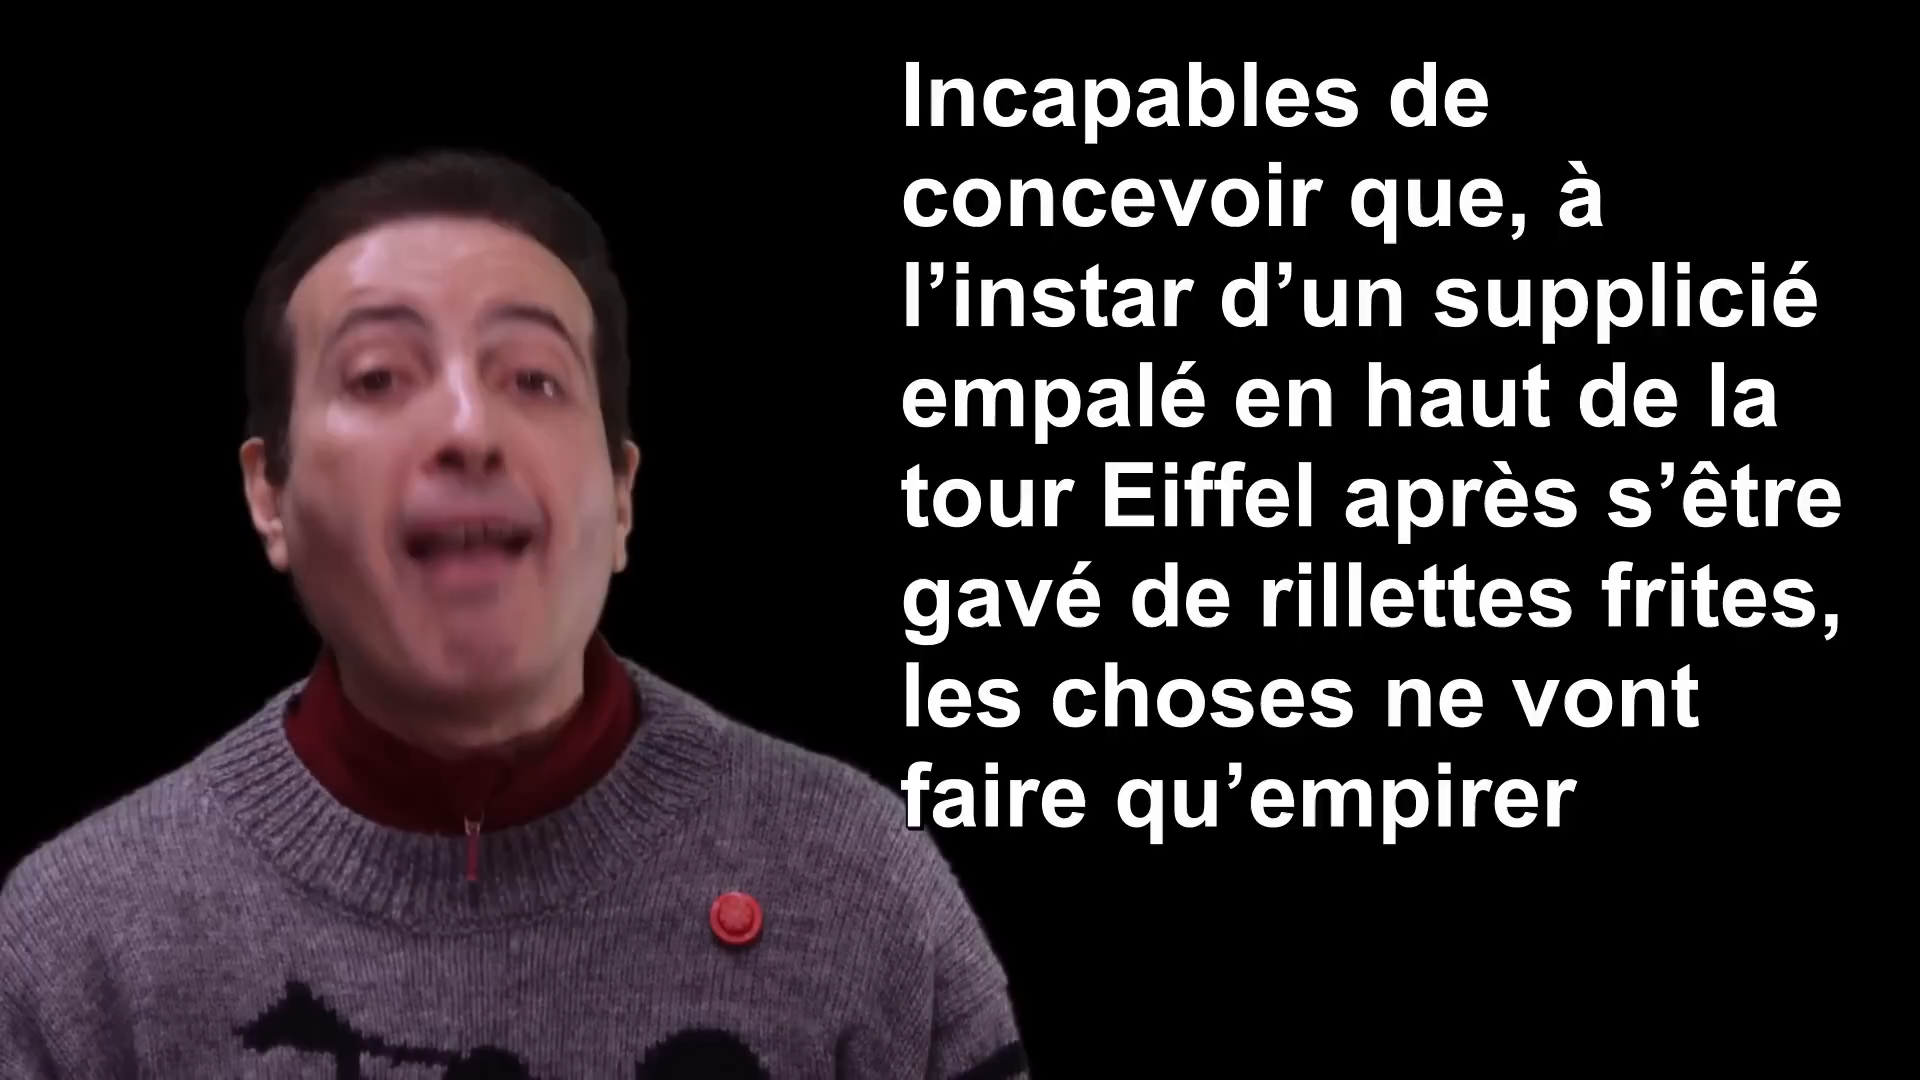 Incapables de
concevoir que, à
l’instar d’un supplicié
empalé en haut de la
tour Eiffel après s’être
gavé de rillettes frites,
les choses ne vont
faire qu’empirer